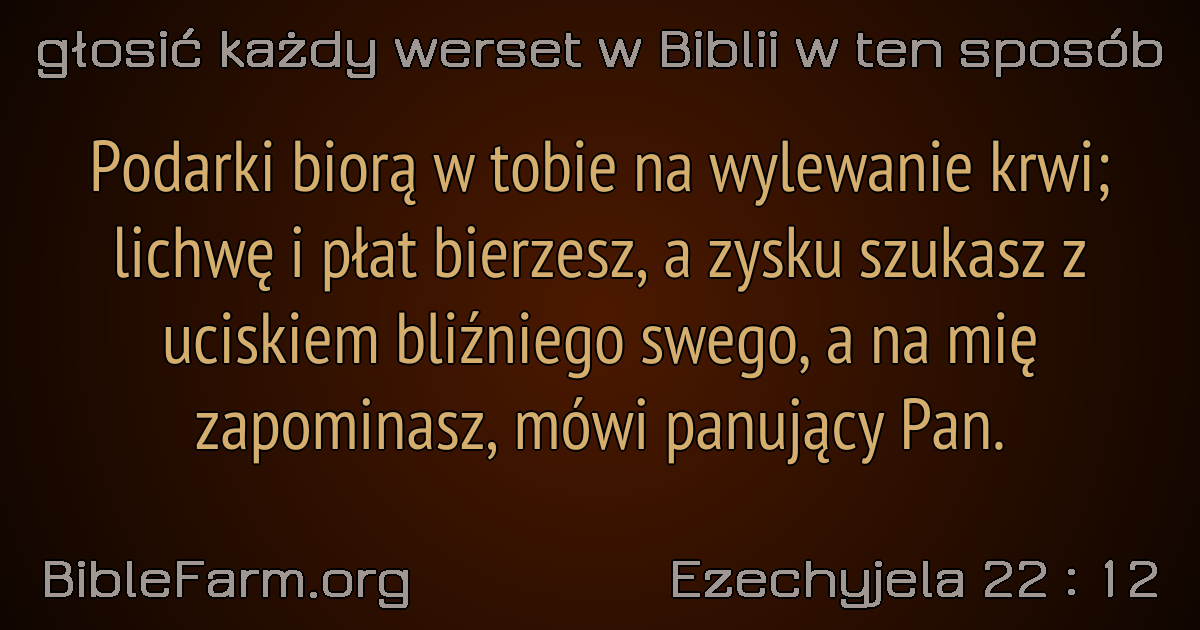 głosić każdy werset w Biblii w ten sposób
Podarki biorą w tobie na wylewanie krwi;
lichwę i płat bierzesz, a zysku szukasz z
uciskiem bliźniego swego, a na mię
zapominasz, mówi panujący Pan.
BibleFarm.org
Ezechyjela 22 : 12